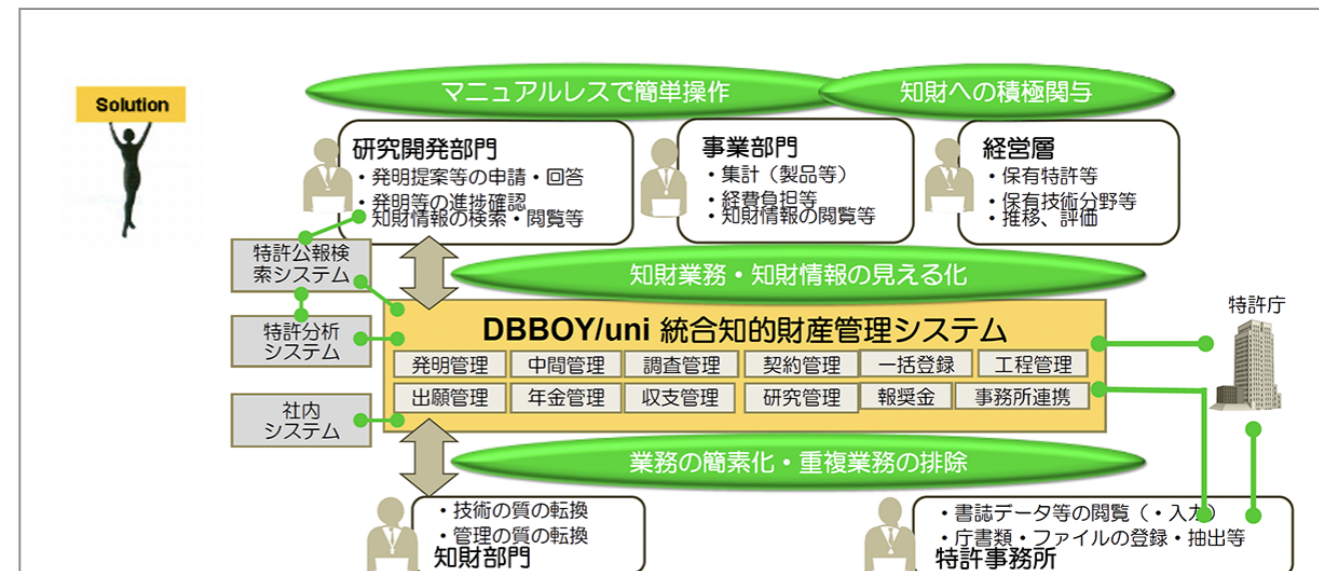 Solution
マニュアルレスで簡単操作
知財への積極関与
研究開発部門
・発明提案等の申請・回答
・発明等の進捗確認
・知財情報の検索・閲覧等
事業部門
・集計（製品等）
・経費負担等
・知財情報の閲覧等
経営層
・保有特許等
・保有技術分野等
・推移、評価
特許公報検
索システム
知財業務・知財情報の見える化
特許分析
システム
社内
システム
DBBOY/uni 統合知的財産管理システム
発明管理
中間管理
調査管理
契約管理
一括登録
工程管理
出願管理
年金管理
収支管理
研究管理
報奨金
事務所連携
特許庁
業務の簡素化・重複業務の排除
・技術の質の転換
・管理の質の転換
知財部門
・書誌データ等の閲覧（・入力）
・庁書類・ファイルの登録・抽出等
特許事務所